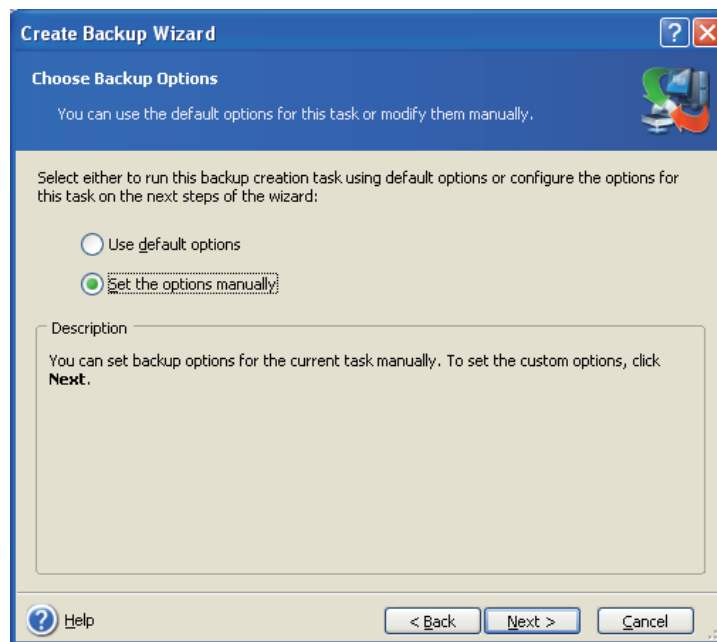 Create Backup Wizard
Choose Backup Options
You can use the default options for this task or modify them manually.
Select either to run this backup creation task using default options or configure the options for
this task on the next steps of the wizard:
Use default options
Set the options manually
Description
You can set backup options for the current task manually. To set the custom options, click
Next.
Help
< Back
Next >
Cancel